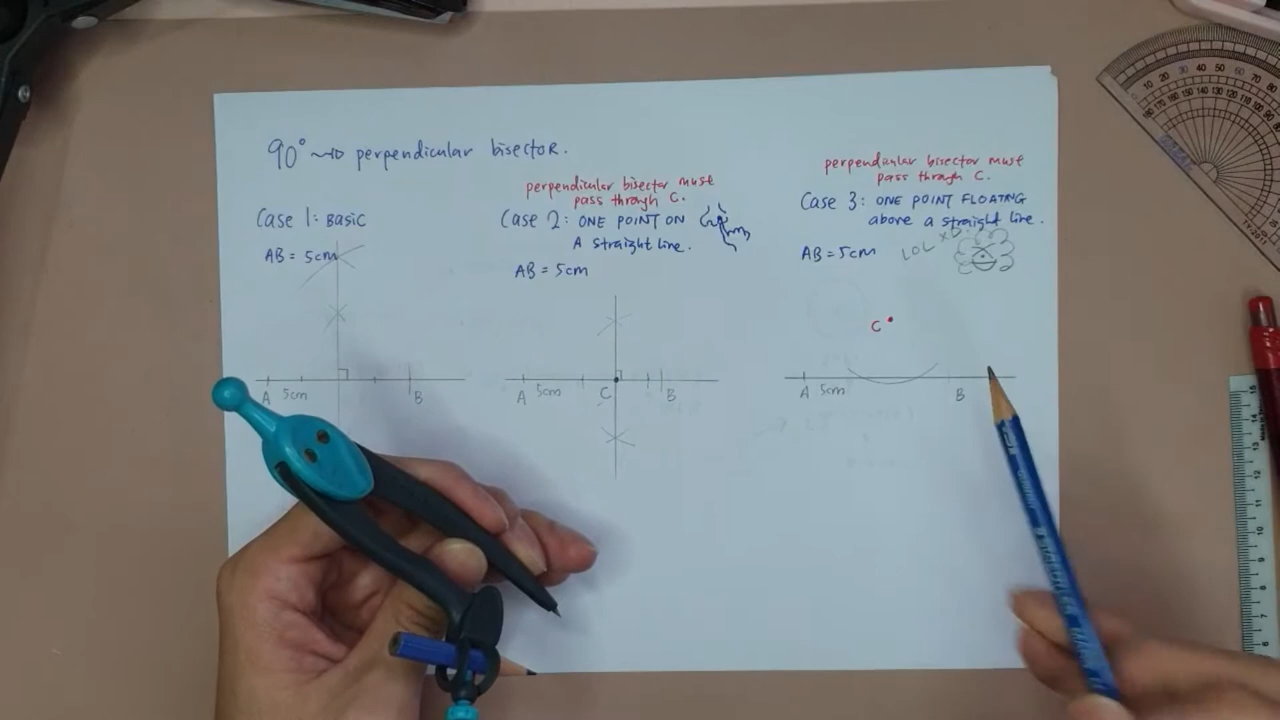 90° → perpendicular bisector.
Case 1: BASIC
AB = 5cm
A 5cm B
perpendicular bisector must
pass through C.
Case 2: ONE POINT ON
A straight line.
AB = 5cm
A 5cm C B
perpendicular bisector must
pass through C.
Case 3: ONE POINT FLOATING
above a straight line.
AB = 5cm
LOL XD
C
A 5cm B